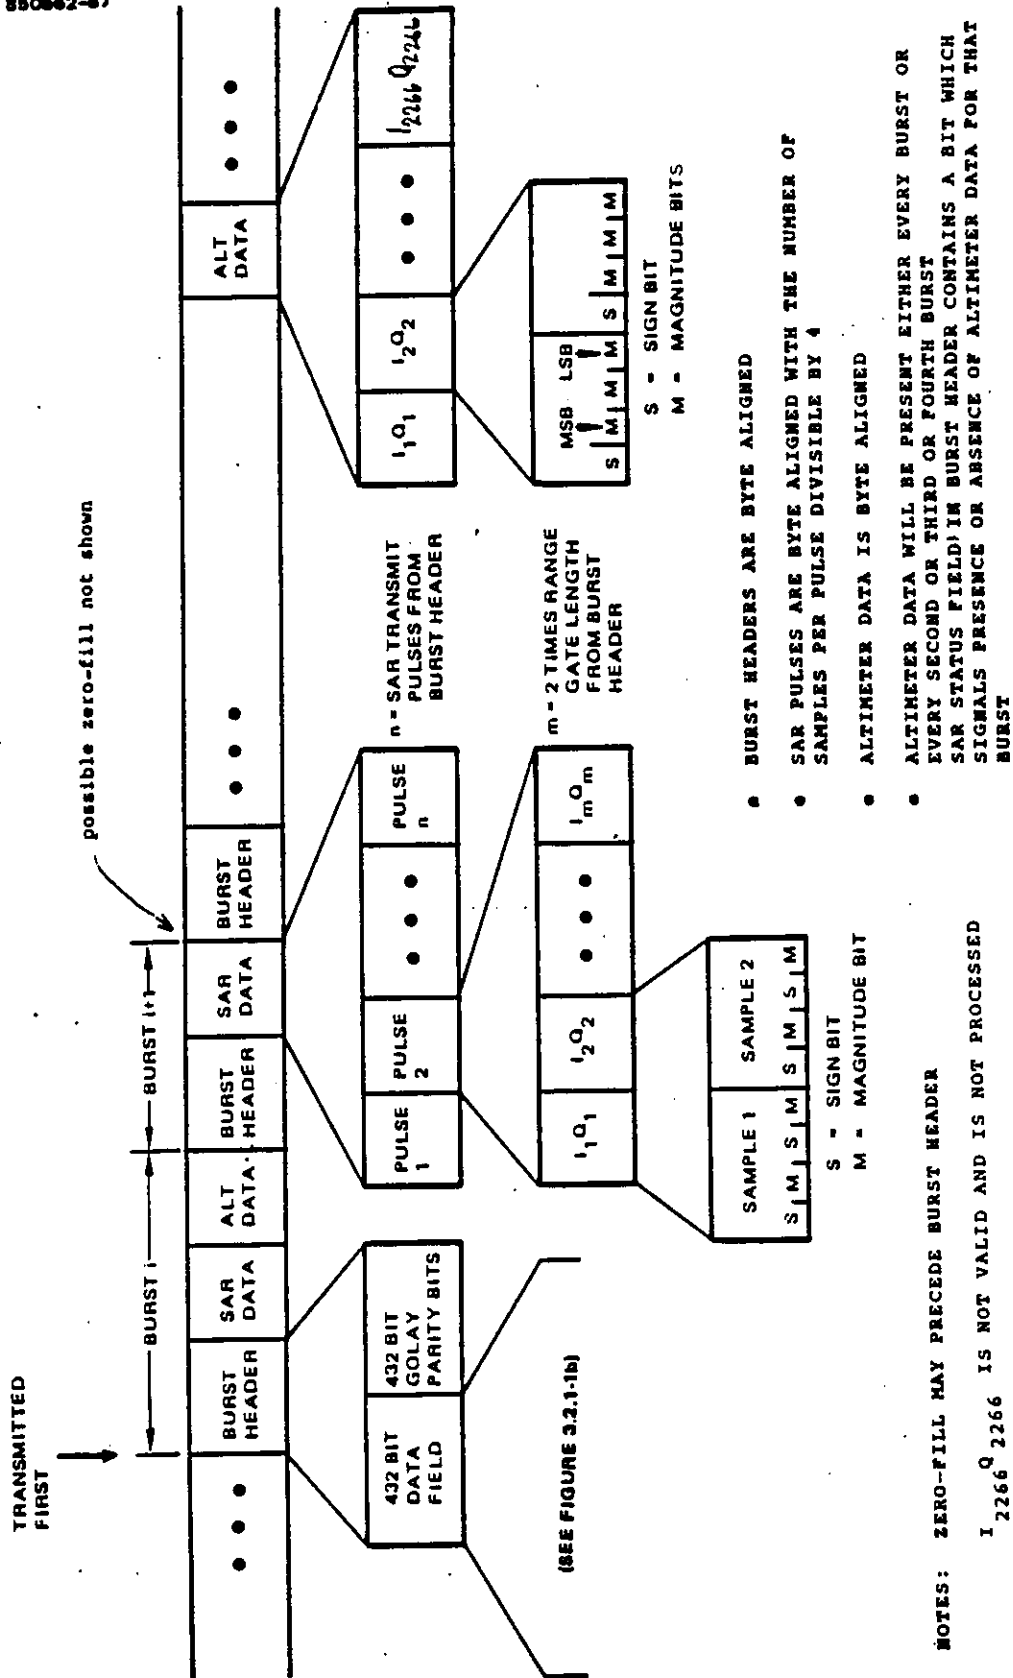 850662-87
TRANSMITTED
FIRST
possible zero-fill not shown
BURST i
BURST i+1
• • •
BURST
HEADER
SAR
DATA
ALT
DATA
BURST
HEADER
SAR
DATA
BURST
HEADER
• • •
ALT
DATA
• • •
432 BIT
DATA
FIELD
432 BIT
GOLAY
PARITY BITS
(SEE FIGURE 3.2.1-1b)
PULSE
1
PULSE
2
• • •
PULSE
n
n = SAR TRANSMIT
PULSES FROM
BURST HEADER
I1Q1
I2Q2
• • •
ImQm
m = 2 TIMES RANGE
GATE LENGTH
FROM BURST
HEADER
SAMPLE 1
SAMPLE 2
S M S M
S M S M
S = SIGN BIT
M = MAGNITUDE BIT
I1Q1
I2Q2
• • •
I2266 Q2266
MSB LSB
S M M M
S M M M
S - SIGN BIT
M - MAGNITUDE BITS
• BURST HEADERS ARE BYTE ALIGNED
• SAR PULSES ARE BYTE ALIGNED WITH THE NUMBER OF
SAMPLES PER PULSE DIVISIBLE BY 4
• ALTIMETER DATA IS BYTE ALIGNED
• ALTIMETER DATA WILL BE PRESENT EITHER EVERY BURST OR
EVERY SECOND OR THIRD OR FOURTH BURST
SAR STATUS FIELD IN BURST HEADER CONTAINS A BIT WHICH
SIGNALS PRESENCE OR ABSENCE OF ALTIMETER DATA FOR THAT
BURST
NOTES: ZERO-FILL MAY PRECEDE BURST HEADER
I2266 Q2266 IS NOT VALID AND IS NOT PROCESSED